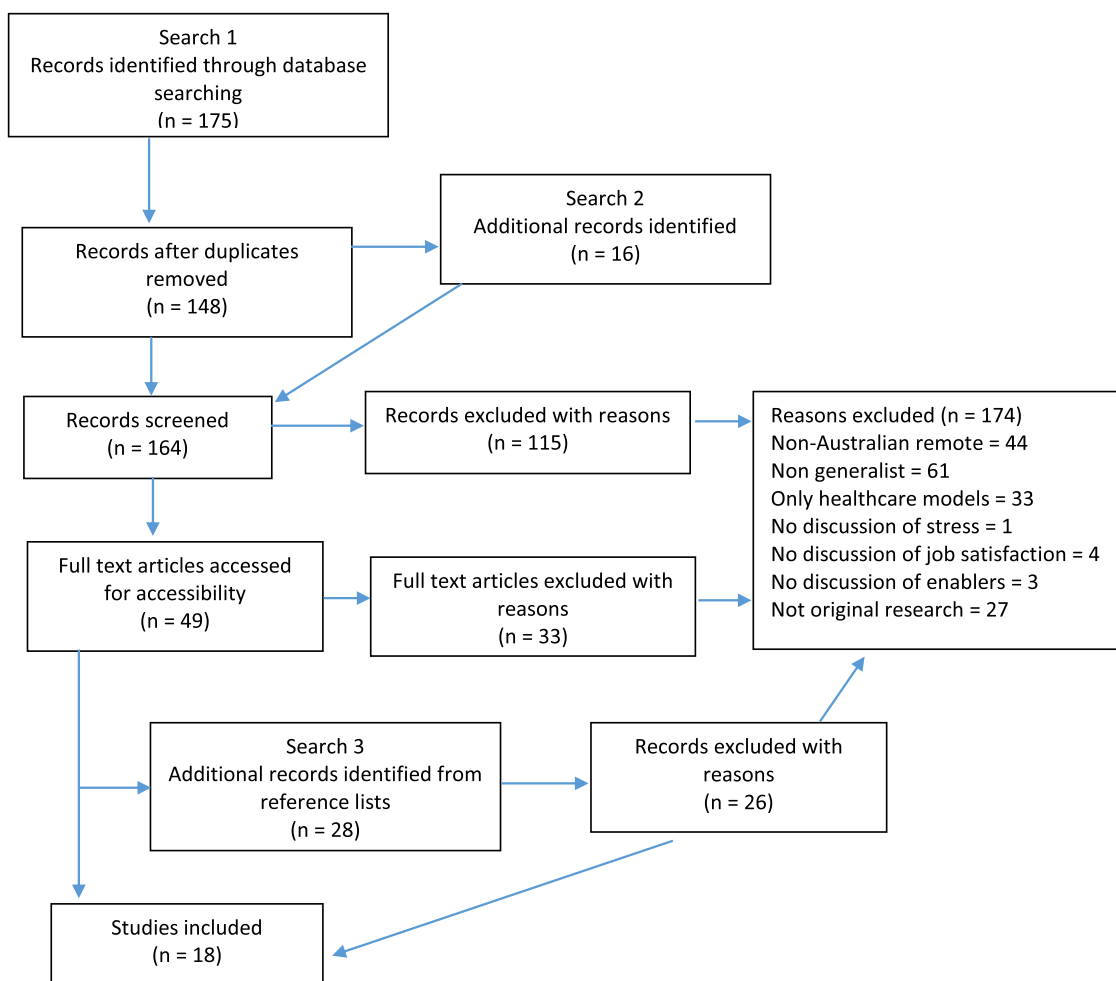 Search 1
Records identified through database
searching
(n = 175)
Search 2
Additional records identified
(n = 16)
Records after duplicates
removed
(n = 148)
Records screened
(n = 164)
Records excluded with reasons
(n = 115)
Reasons excluded (n = 174)
Non-Australian remote = 44
Non generalist = 61
Only healthcare models = 33
No discussion of stress = 1
No discussion of job satisfaction = 4
No discussion of enablers = 3
Not original research = 27
Full text articles accessed
for accessibility
(n = 49)
Full text articles excluded with
reasons
(n = 33)
Search 3
Additional records identified from
reference lists
(n = 28)
Records excluded with
reasons
(n = 26)
Studies included
(n = 18)